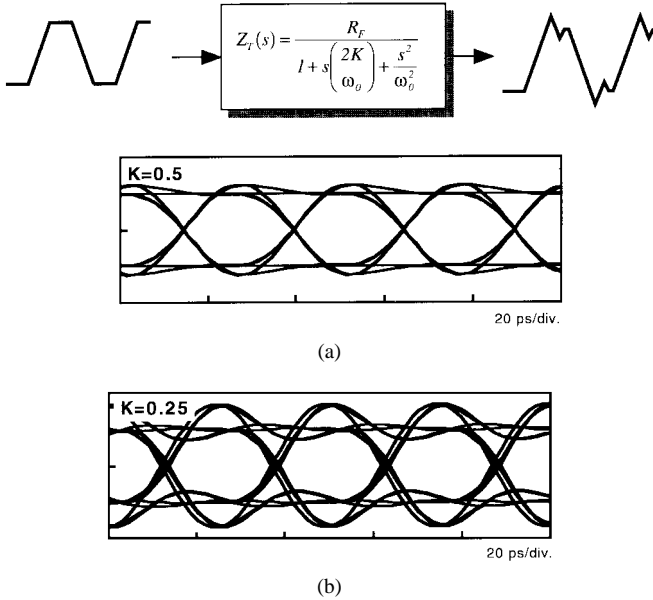 Z_T(s) = R_F / (1 + s(2K/ω_0) + s^2/ω_0^2)
K=0.5
20 ps/div.
(a)
K=0.25
20 ps/div.
(b)